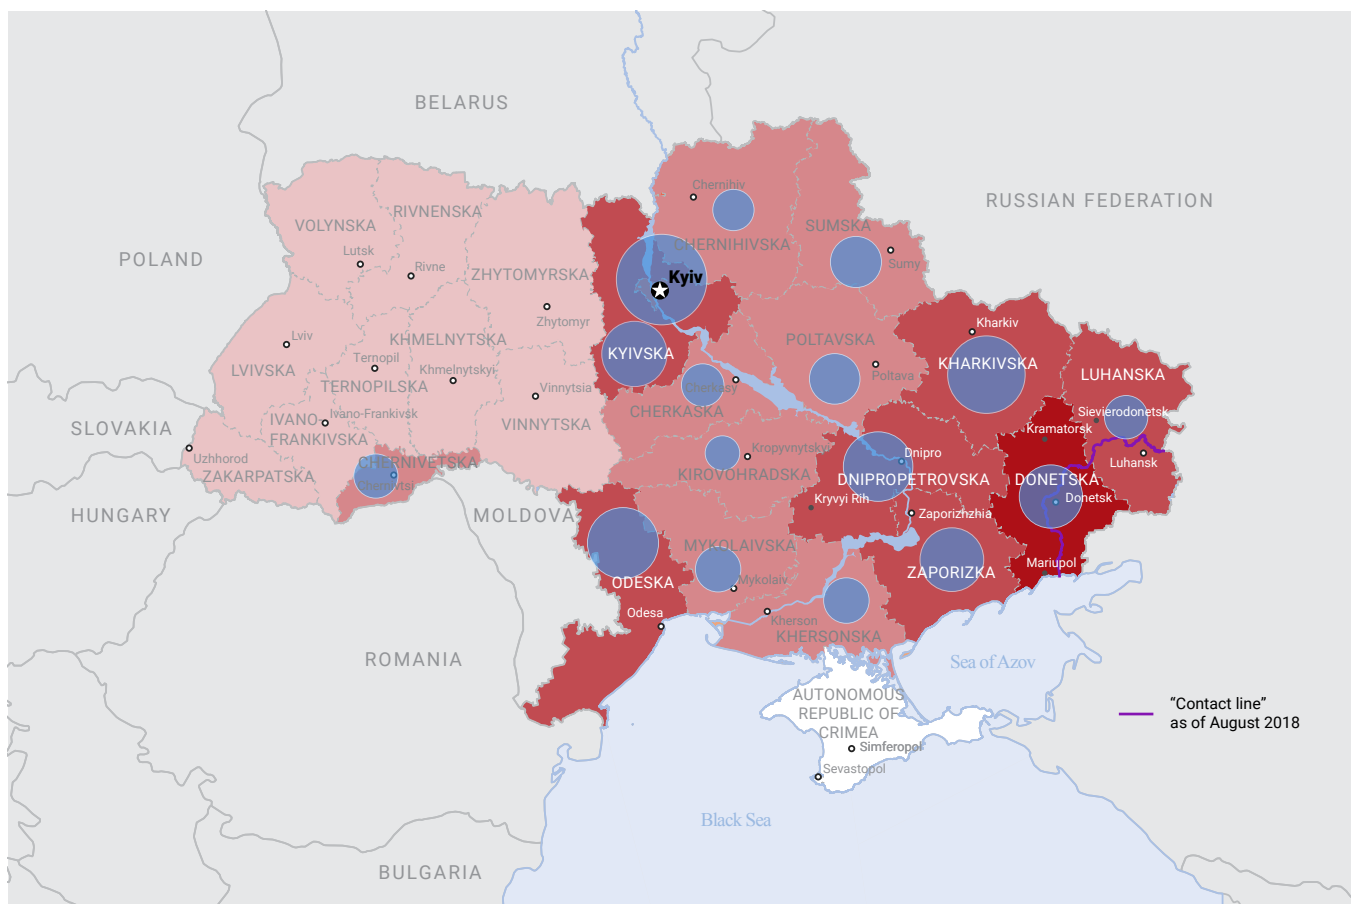 BELARUS
RUSSIAN FEDERATION
POLAND
SLOVAKIA
HUNGARY
MOLDOVA
ROMANIA
BULGARIA
VOLYNSKA
Lutsk
RIVNENSKA
Rivne
ZHYTOMYRSKA
Zhytomyr
Chernihiv
CHERNIHIVSKA
SUMSKA
Sumy
Kyiv
KYIVSKA
LVIVSKA
Lviv
Ternopil
TERNOPILSKA
KHMELNYTSKA
Khmelnytskyi
Vinnytsia
VINNYTSKA
IVANO-
FRANKIVSKA
Ivano-Frankivsk
Uzhhorod
ZAKARPATSKA
CHERNIVETSKA
Chernivtsi
POLTAVSKA
Poltava
Cherkasy
CHERKASKA
Kharkiv
KHARKIVSKA
LUHANSKA
Sievierodonetsk
Luhansk
Kramatorsk
DONETSKA
Donetsk
Mariupol
Kropyvnytskyi
KIROVOHRADSKA
Dnipro
DNIPROPETROVSKA
Kryvyi Rih
Zaporizhzhia
ZAPORIZKA
MYKOLAIVSKA
Mykolaiv
ODESKA
Odesa
Kherson
KHERSONSKA
Sea of Azov
AUTONOMOUS
REPUBLIC OF
CRIMEA
Simferopol
Sevastopol
Black Sea
“Contact line”
as of August 2018